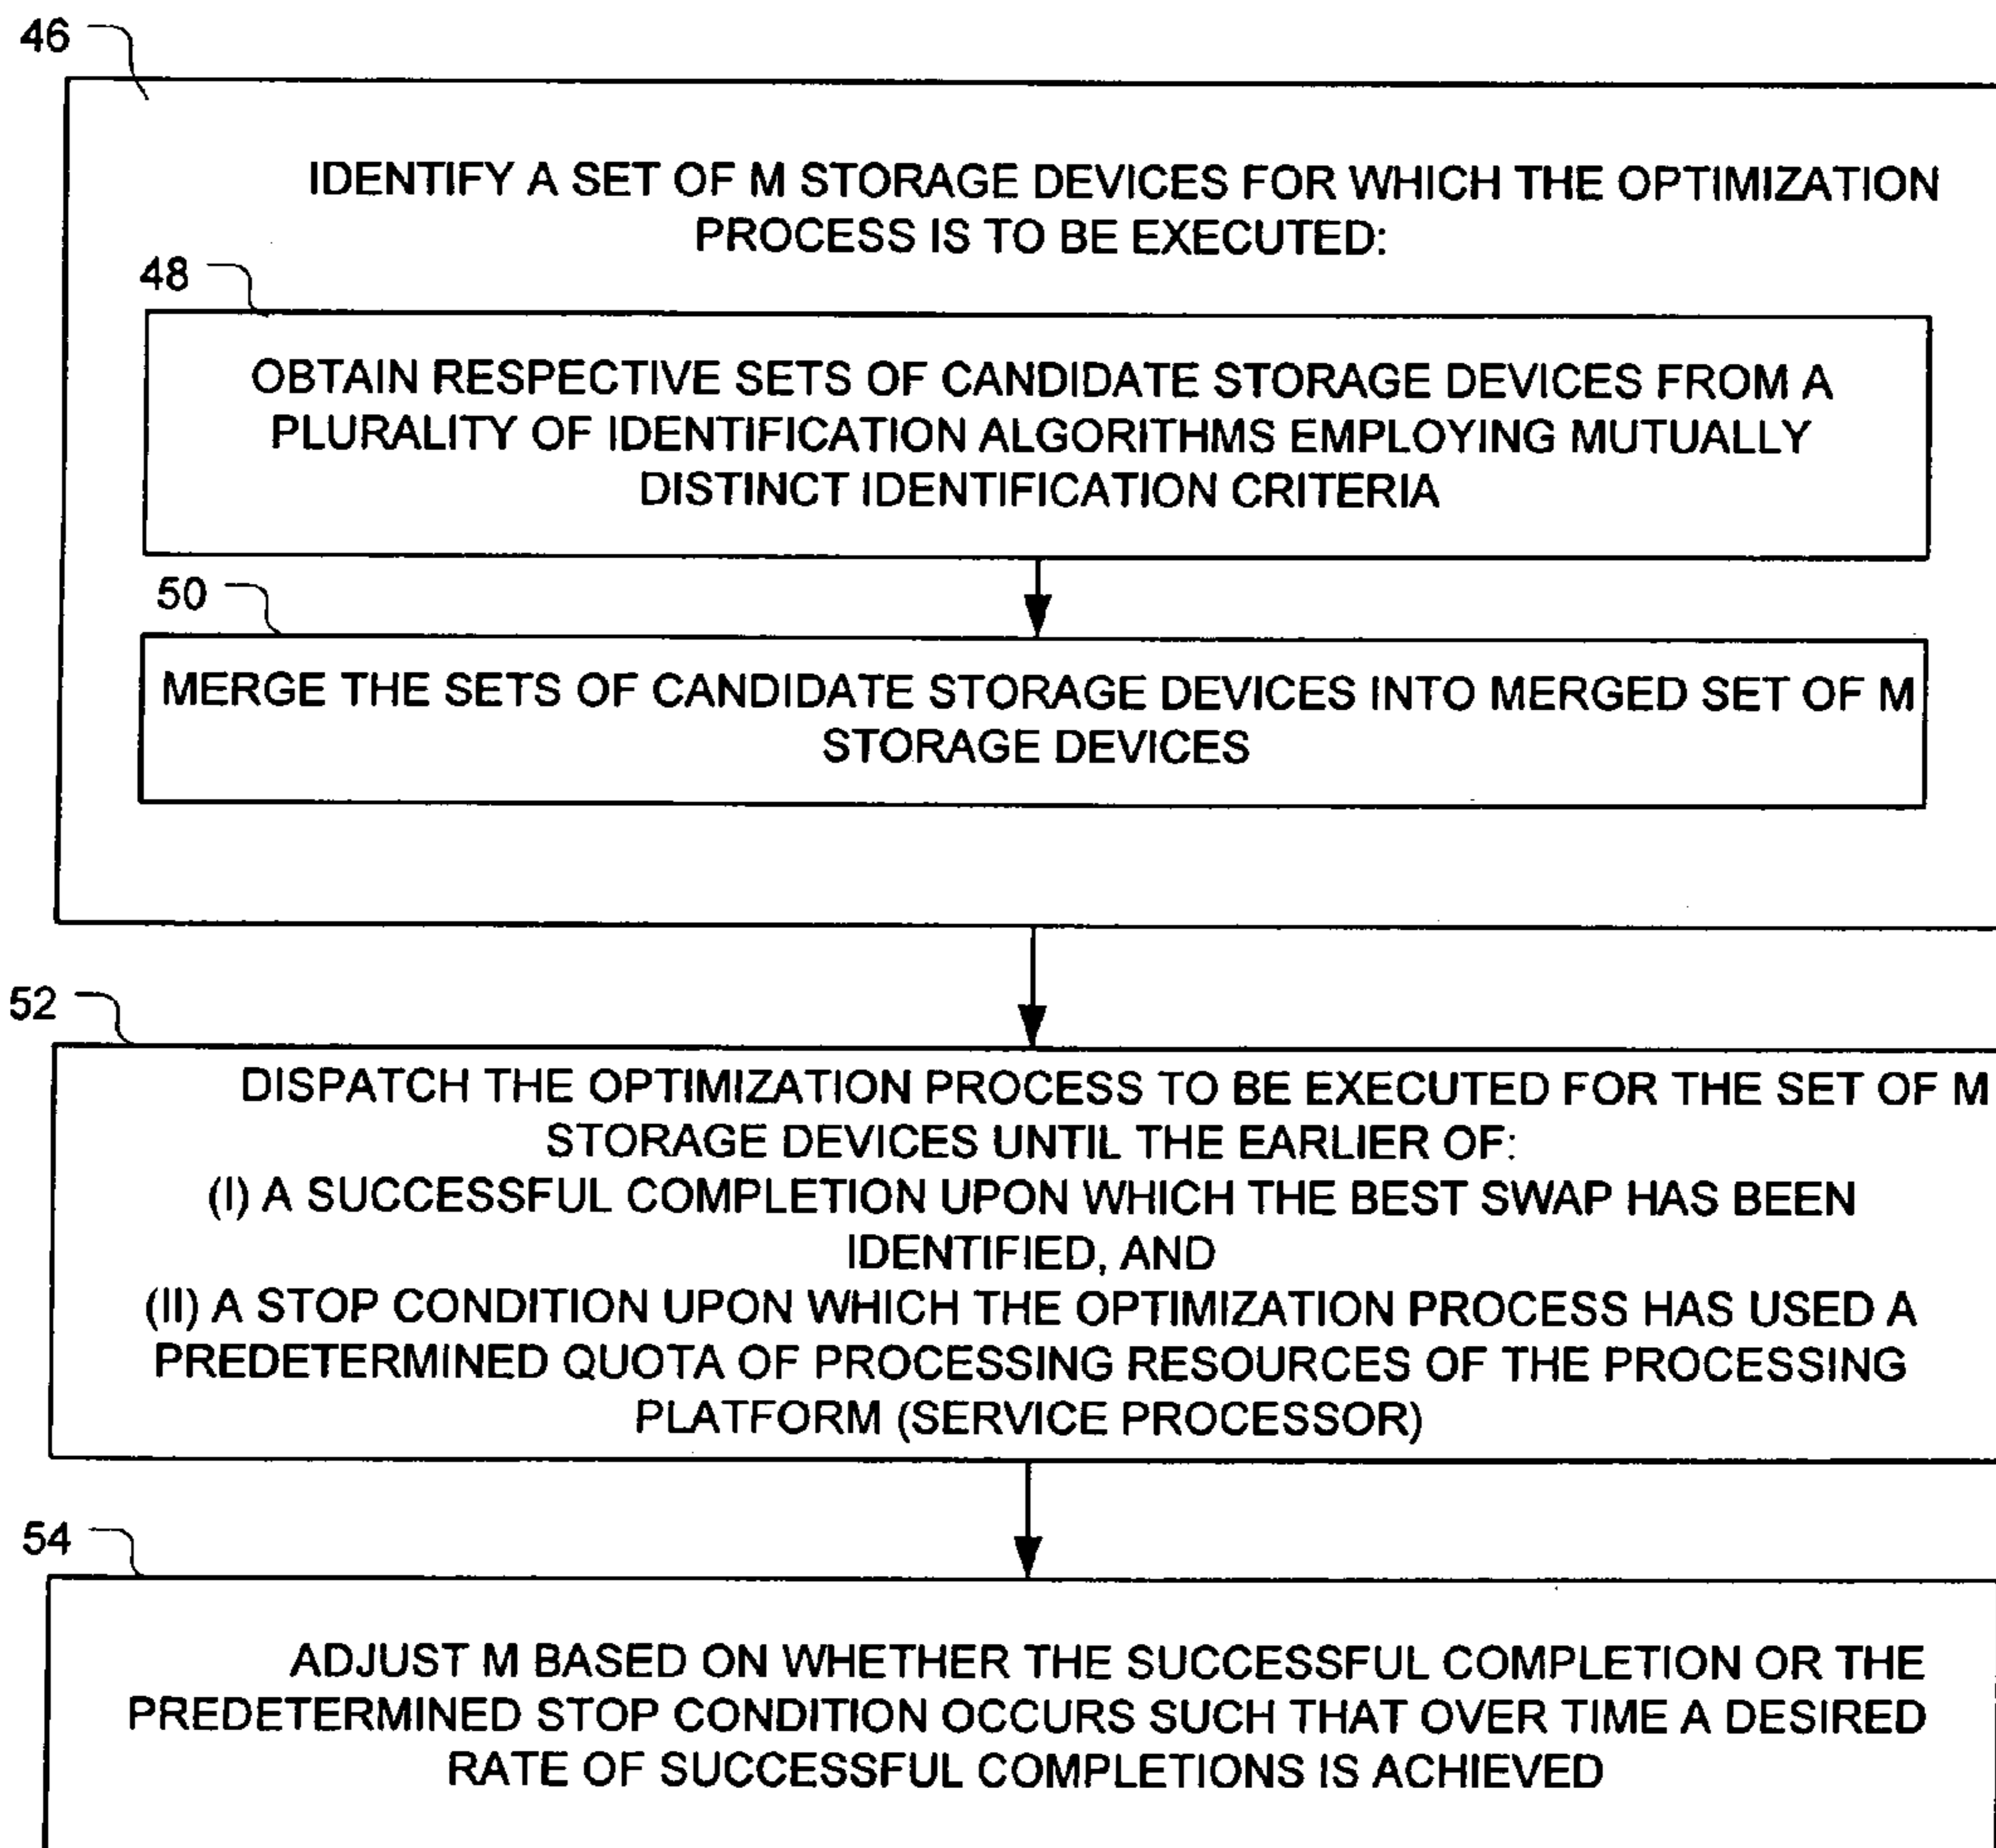 46
IDENTIFY A SET OF M STORAGE DEVICES FOR WHICH THE OPTIMIZATION
PROCESS IS TO BE EXECUTED:
48
OBTAIN RESPECTIVE SETS OF CANDIDATE STORAGE DEVICES FROM A
PLURALITY OF IDENTIFICATION ALGORITHMS EMPLOYING MUTUALLY
DISTINCT IDENTIFICATION CRITERIA
50
MERGE THE SETS OF CANDIDATE STORAGE DEVICES INTO MERGED SET OF M
STORAGE DEVICES
52
DISPATCH THE OPTIMIZATION PROCESS TO BE EXECUTED FOR THE SET OF M
STORAGE DEVICES UNTIL THE EARLIER OF:
(I) A SUCCESSFUL COMPLETION UPON WHICH THE BEST SWAP HAS BEEN
IDENTIFIED, AND
(II) A STOP CONDITION UPON WHICH THE OPTIMIZATION PROCESS HAS USED A
PREDETERMINED QUOTA OF PROCESSING RESOURCES OF THE PROCESSING
PLATFORM (SERVICE PROCESSOR)
54
ADJUST M BASED ON WHETHER THE SUCCESSFUL COMPLETION OR THE
PREDETERMINED STOP CONDITION OCCURS SUCH THAT OVER TIME A DESIRED
RATE OF SUCCESSFUL COMPLETIONS IS ACHIEVED